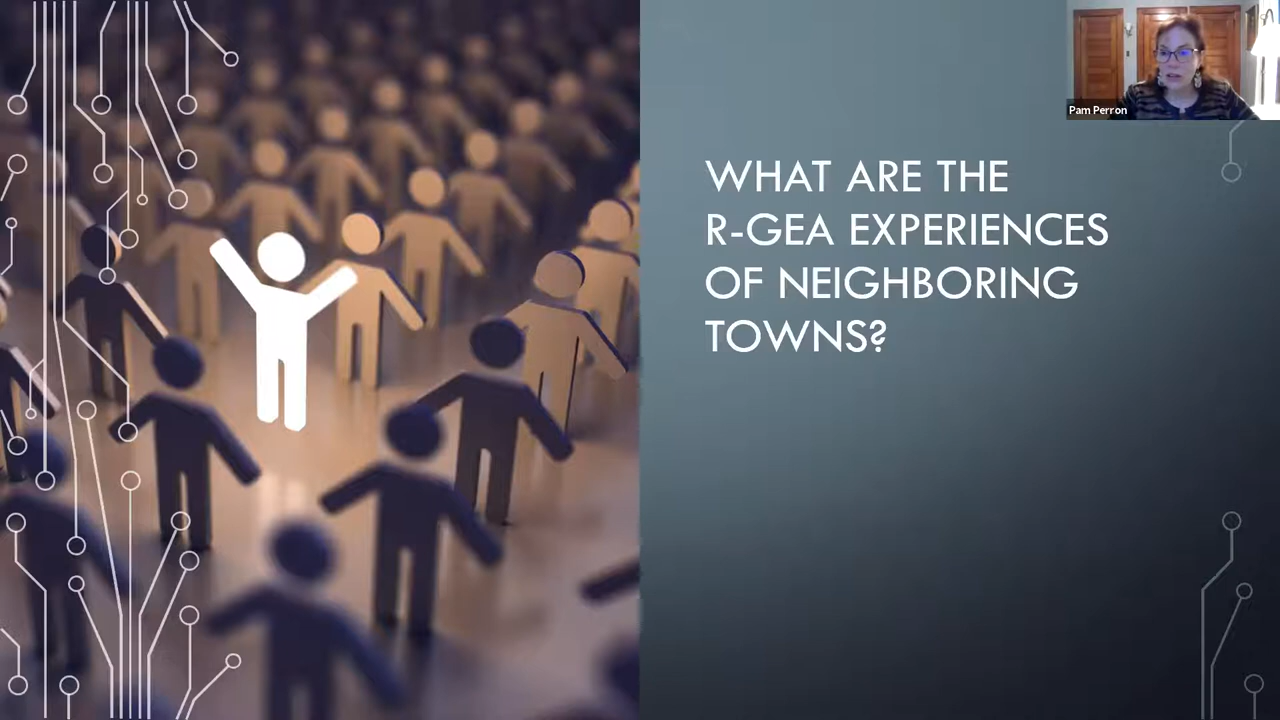 Pam Perron
WHAT ARE THE
R-GEA EXPERIENCES
OF NEIGHBORING
TOWNS?